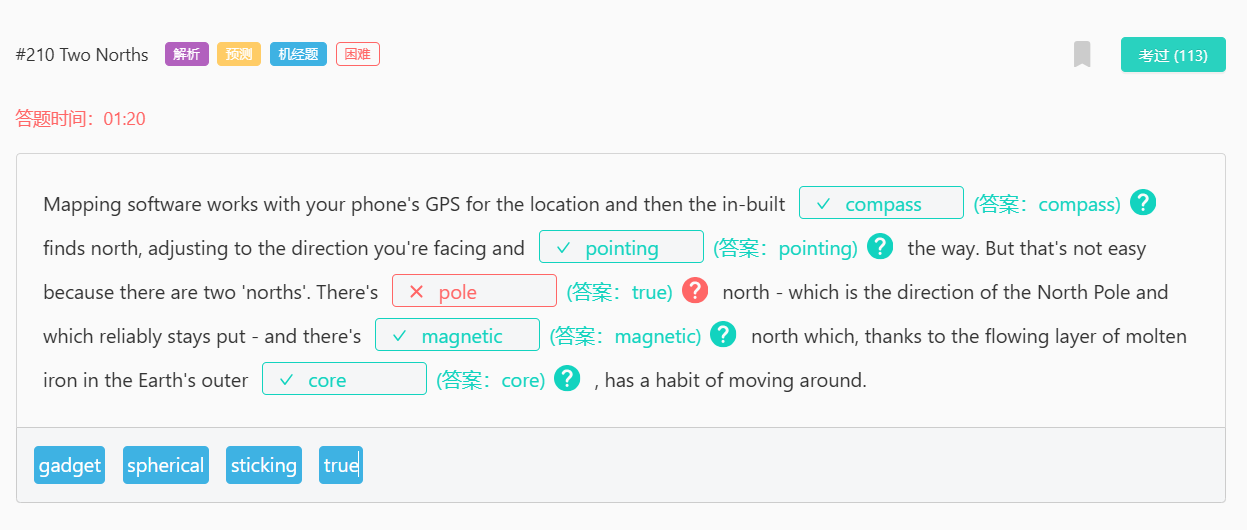 #210 Two Norths 解析 预测 机经题 困难 考过 (113)
答题时间：01:20
Mapping software works with your phone's GPS for the location and then the in-built ✓ compass (答案：compass) ?
finds north, adjusting to the direction you're facing and ✓ pointing (答案：pointing) ? the way. But that's not easy
because there are two 'norths'. There's ✕ pole (答案：true) ? north - which is the direction of the North Pole and
which reliably stays put - and there's ✓ magnetic (答案：magnetic) ? north which, thanks to the flowing layer of molten
iron in the Earth's outer ✓ core (答案：core) ? , has a habit of moving around.
gadget spherical sticking true